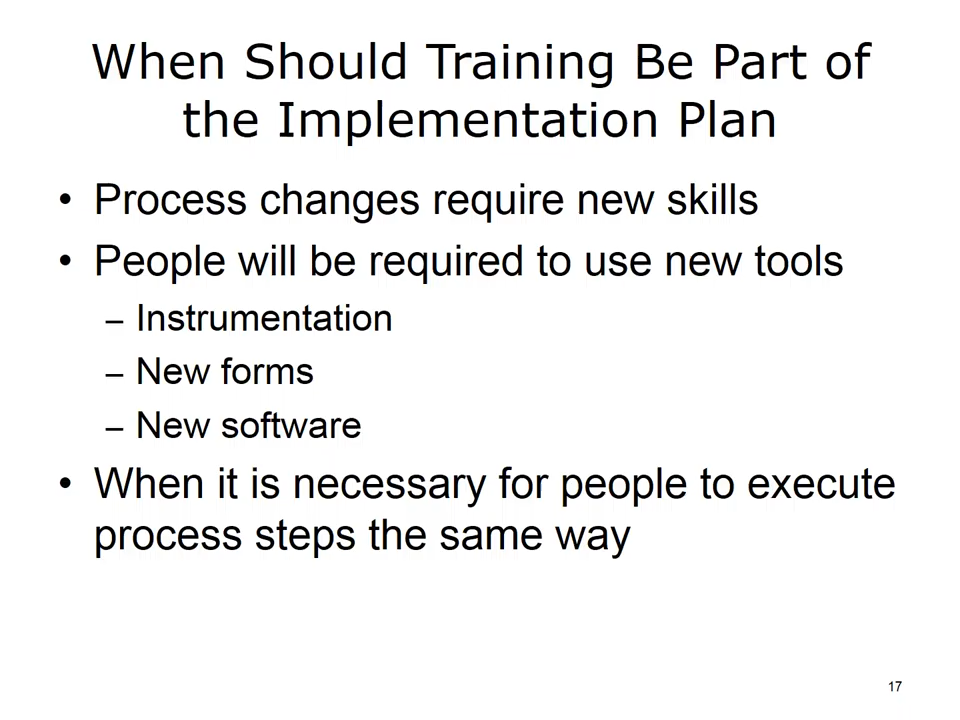 When Should Training Be Part of
the Implementation Plan
• Process changes require new skills
• People will be required to use new tools
– Instrumentation
– New forms
– New software
• When it is necessary for people to execute
process steps the same way
17